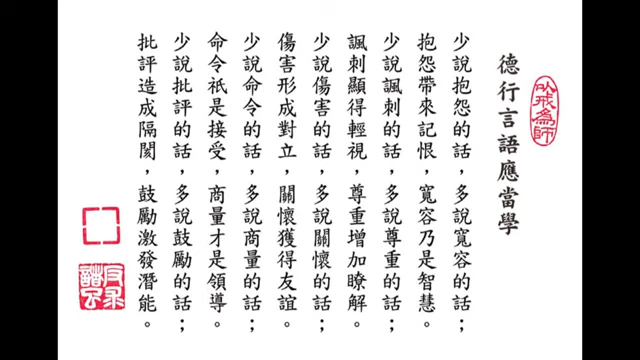 以戒為師
德行言語應當學
少說抱怨的話，多說寬容的話；
抱怨帶來記恨，寬容乃是智慧。
少說諷刺的話，多說尊重的話；
諷刺顯得輕視，尊重增加瞭解。
少說傷害的話，多說關懷的話；
傷害形成對立，關懷獲得友誼。
少說命令的話，多說商量的話；
命令祇是接受，商量才是領導。
少說批評的話，多說鼓勵的話；
批評造成隔閡，鼓勵激發潛能。